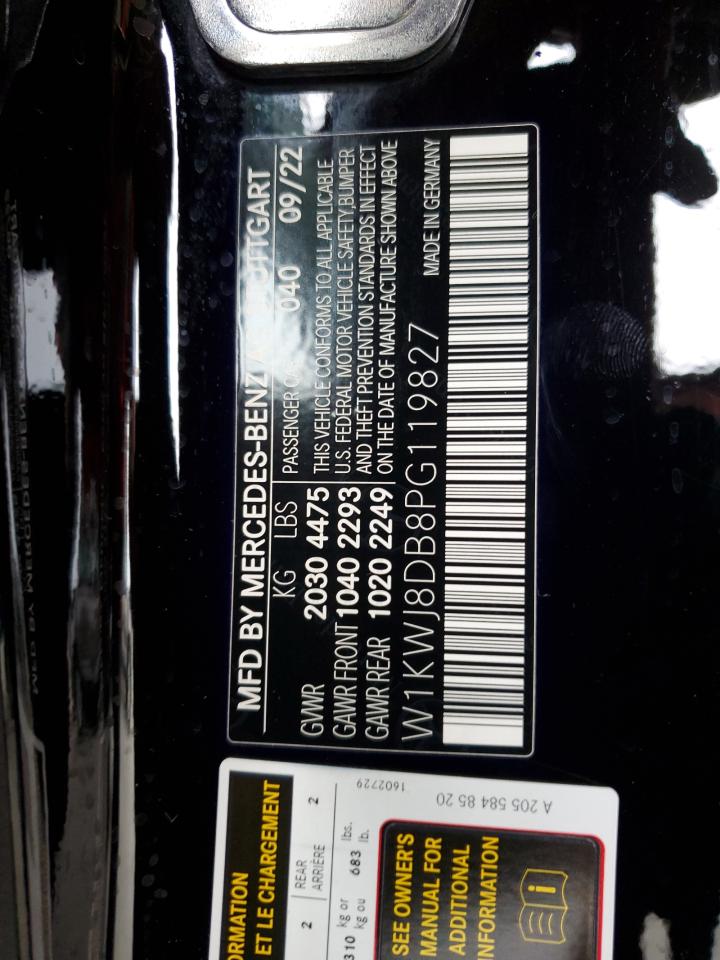 MFD BY MERCEDES-BENZ
KG LBS
GVWR 2030 4475
GAWR FRONT 1040 2293
GAWR REAR 1020 2249
PASSENGER CAR 040 09/22
THIS VEHICLE CONFORMS TO ALL APPLICABLE
U.S. FEDERAL MOTOR VEHICLE SAFETY, BUMPER
AND THEFT PREVENTION STANDARDS IN EFFECT
ON THE DATE OF MANUFACTURE SHOWN ABOVE
W1KWJ8DB8PG119827
MADE IN GERMANY
ET LE CHARGEMENT
2 REAR 2
ARRIÈRE
310 kg or 683 lbs.
kg ou lb.
1602729
SEE OWNER'S
MANUAL FOR
ADDITIONAL
INFORMATION
A 205 584 85 20